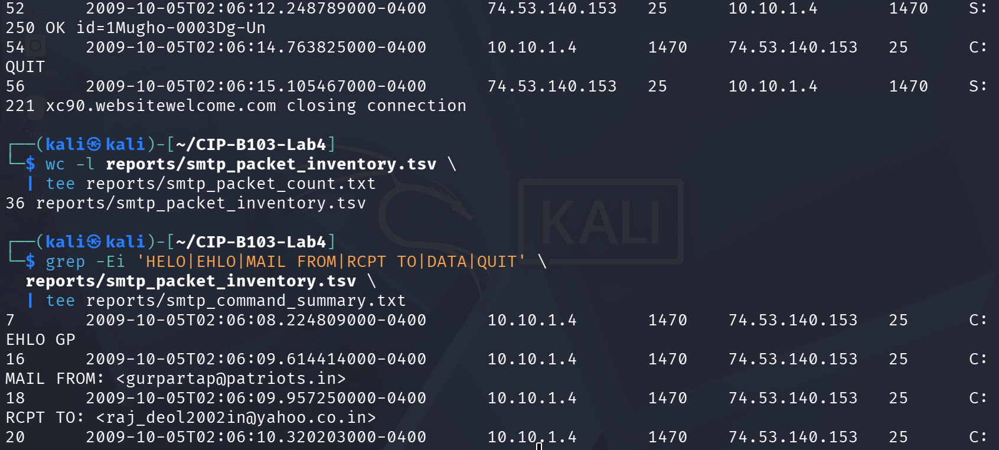 52      2009-10-05T02:06:12.248789000-0400      74.53.140.153   25      10.10.1.4       1470    S:
250 OK id=1Mugho-0003Dg-Un
54      2009-10-05T02:06:14.763825000-0400      10.10.1.4       1470    74.53.140.153   25      C:
QUIT
56      2009-10-05T02:06:15.105467000-0400      74.53.140.153   25      10.10.1.4       1470    S:
221 xc90.websitewelcome.com closing connection
┌──(kali㉿kali)-[~/CIP-B103-Lab4]
└─$ wc -l reports/smtp_packet_inventory.tsv \
  | tee reports/smtp_packet_count.txt
36 reports/smtp_packet_inventory.tsv
┌──(kali㉿kali)-[~/CIP-B103-Lab4]
└─$ grep -Ei 'HELO|EHLO|MAIL FROM|RCPT TO|DATA|QUIT' \
  reports/smtp_packet_inventory.tsv \
  | tee reports/smtp_command_summary.txt
7       2009-10-05T02:06:08.224809000-0400      10.10.1.4       1470    74.53.140.153   25      C:
EHLO GP
16      2009-10-05T02:06:09.614414000-0400      10.10.1.4       1470    74.53.140.153   25      C:
MAIL FROM: <gurpartap@patriots.in>
18      2009-10-05T02:06:09.957250000-0400      10.10.1.4       1470    74.53.140.153   25      C:
RCPT TO: <raj_deol2002in@yahoo.co.in>
20      2009-10-05T02:06:10.320203000-0400      10.10.1.4       1470    74.53.140.153   25      C:
KALI
Home
Trash
mp3